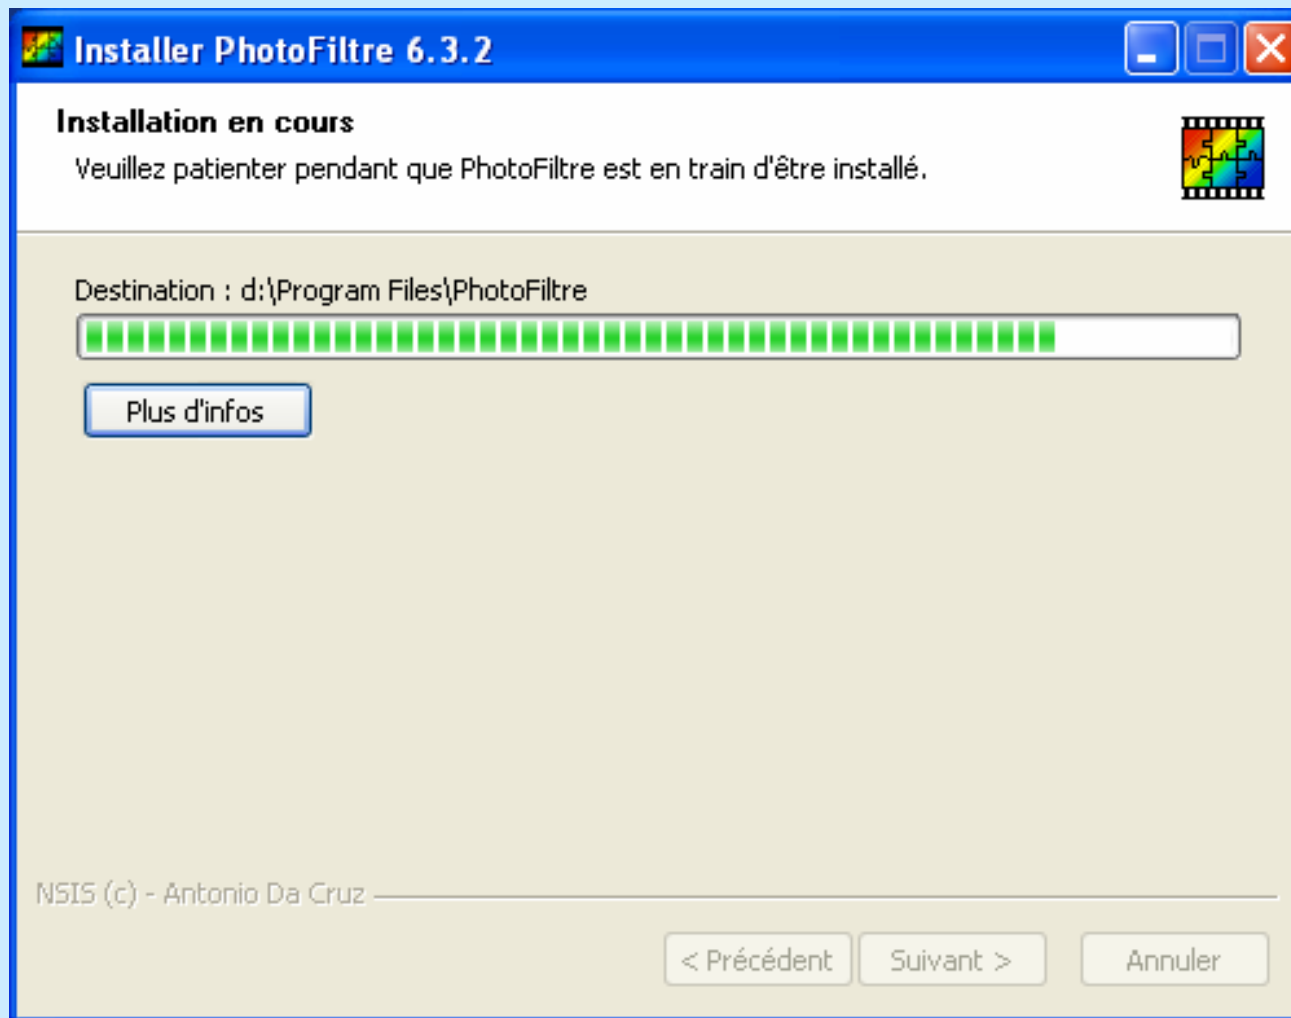 Installer PhotoFiltre 6.3.2
Installation en cours
Veuillez patienter pendant que PhotoFiltre est en train d'être installé.
Destination : d:\Program Files\PhotoFiltre
Plus d'infos
NSIS (c) - Antonio Da Cruz
< Précédent
Suivant >
Annuler